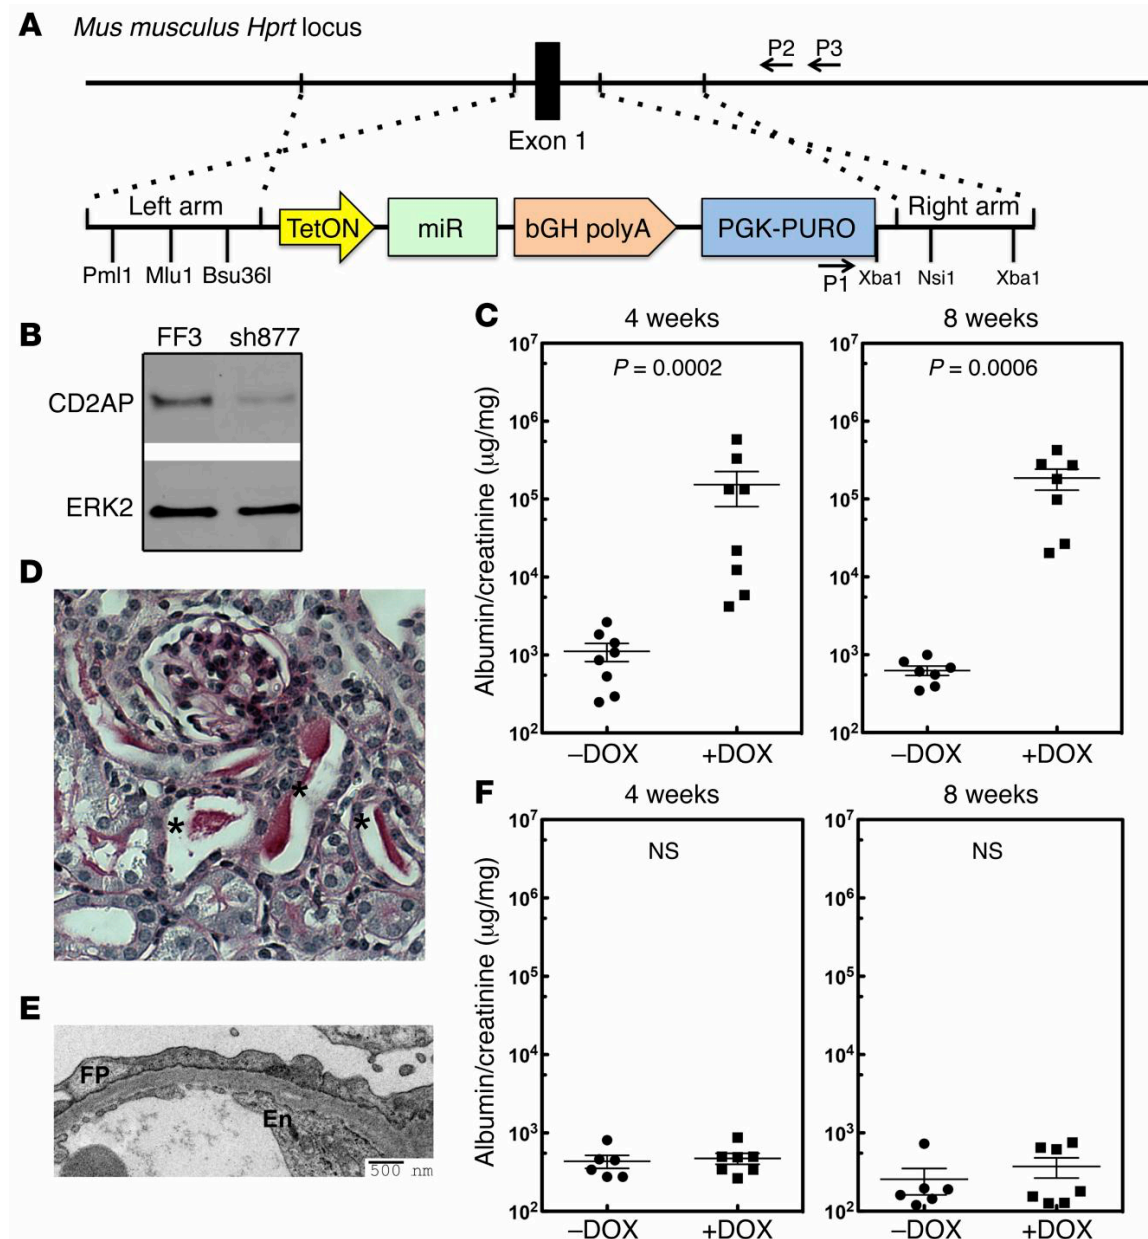 A Mus musculus Hprt locus
P2 P3
Exon 1
Left arm Right arm
TetON miR bGH polyA PGK-PURO
Pml1 Mlu1 Bsu36I P1 Xba1 Nsi1 Xba1
B
FF3 sh877
CD2AP
ERK2
C
4 weeks 8 weeks
Albumin/creatinine (μg/mg)
10⁷ P = 0.0002 10⁷ P = 0.0006
10⁶ 10⁶
10⁵ 10⁵
10⁴ 10⁴
10³ 10³
10² 10²
–DOX +DOX –DOX +DOX
D
* * *
E
FP
En
500 nm
F
4 weeks 8 weeks
Albumin/creatinine (μg/mg)
10⁷ NS 10⁷ NS
10⁶ 10⁶
10⁵ 10⁵
10⁴ 10⁴
10³ 10³
10² 10²
–DOX +DOX –DOX +DOX